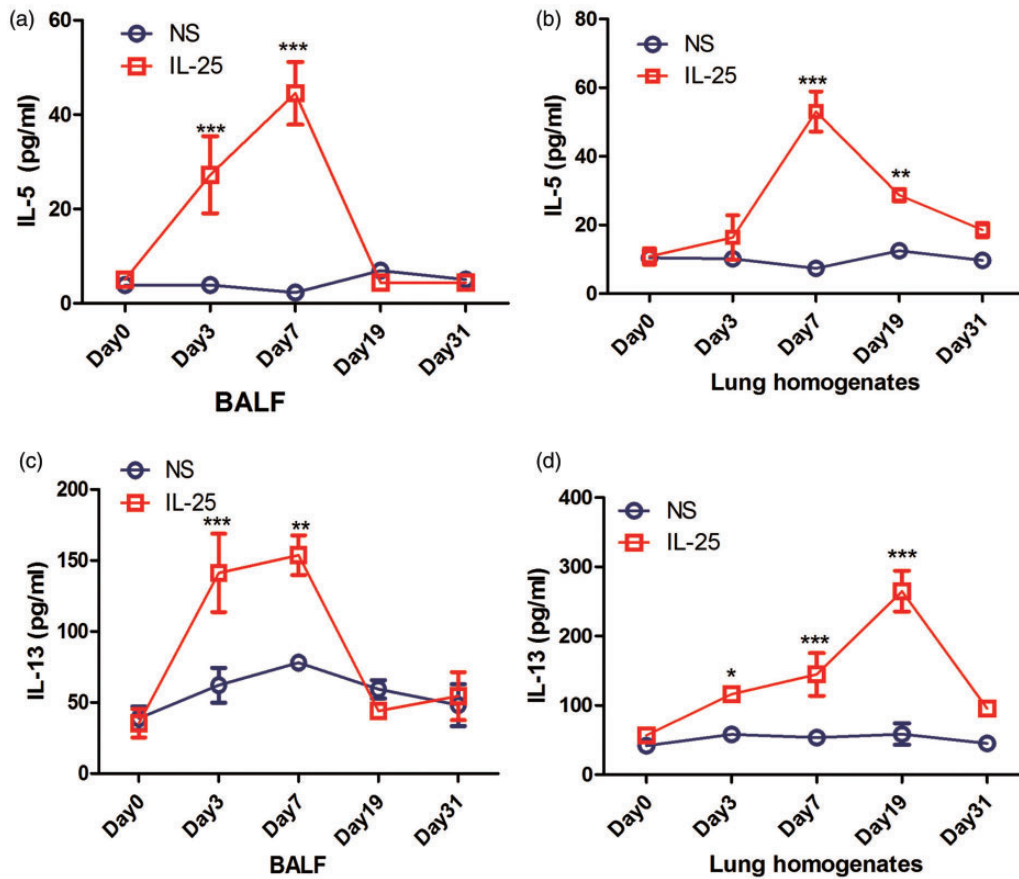 (a)
NS
IL-25
60
40
20
0
IL-5 (pg/ml)
***
***
Day0
Day3
Day7
Day19
Day31
BALF
(b)
NS
IL-25
80
60
40
20
0
IL-5 (pg/ml)
***
**
Day0
Day3
Day7
Day19
Day31
Lung homogenates
(c)
NS
IL-25
200
150
100
50
0
IL-13 (pg/ml)
***
**
Day0
Day3
Day7
Day19
Day31
BALF
(d)
NS
IL-25
400
300
200
100
0
IL-13 (pg/ml)
*
***
***
Day0
Day3
Day7
Day19
Day31
Lung homogenates